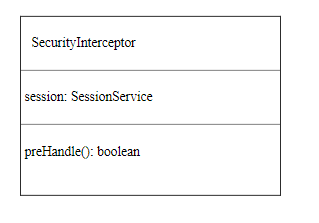 SecurityInterceptor
session: SessionService
preHandle(): boolean